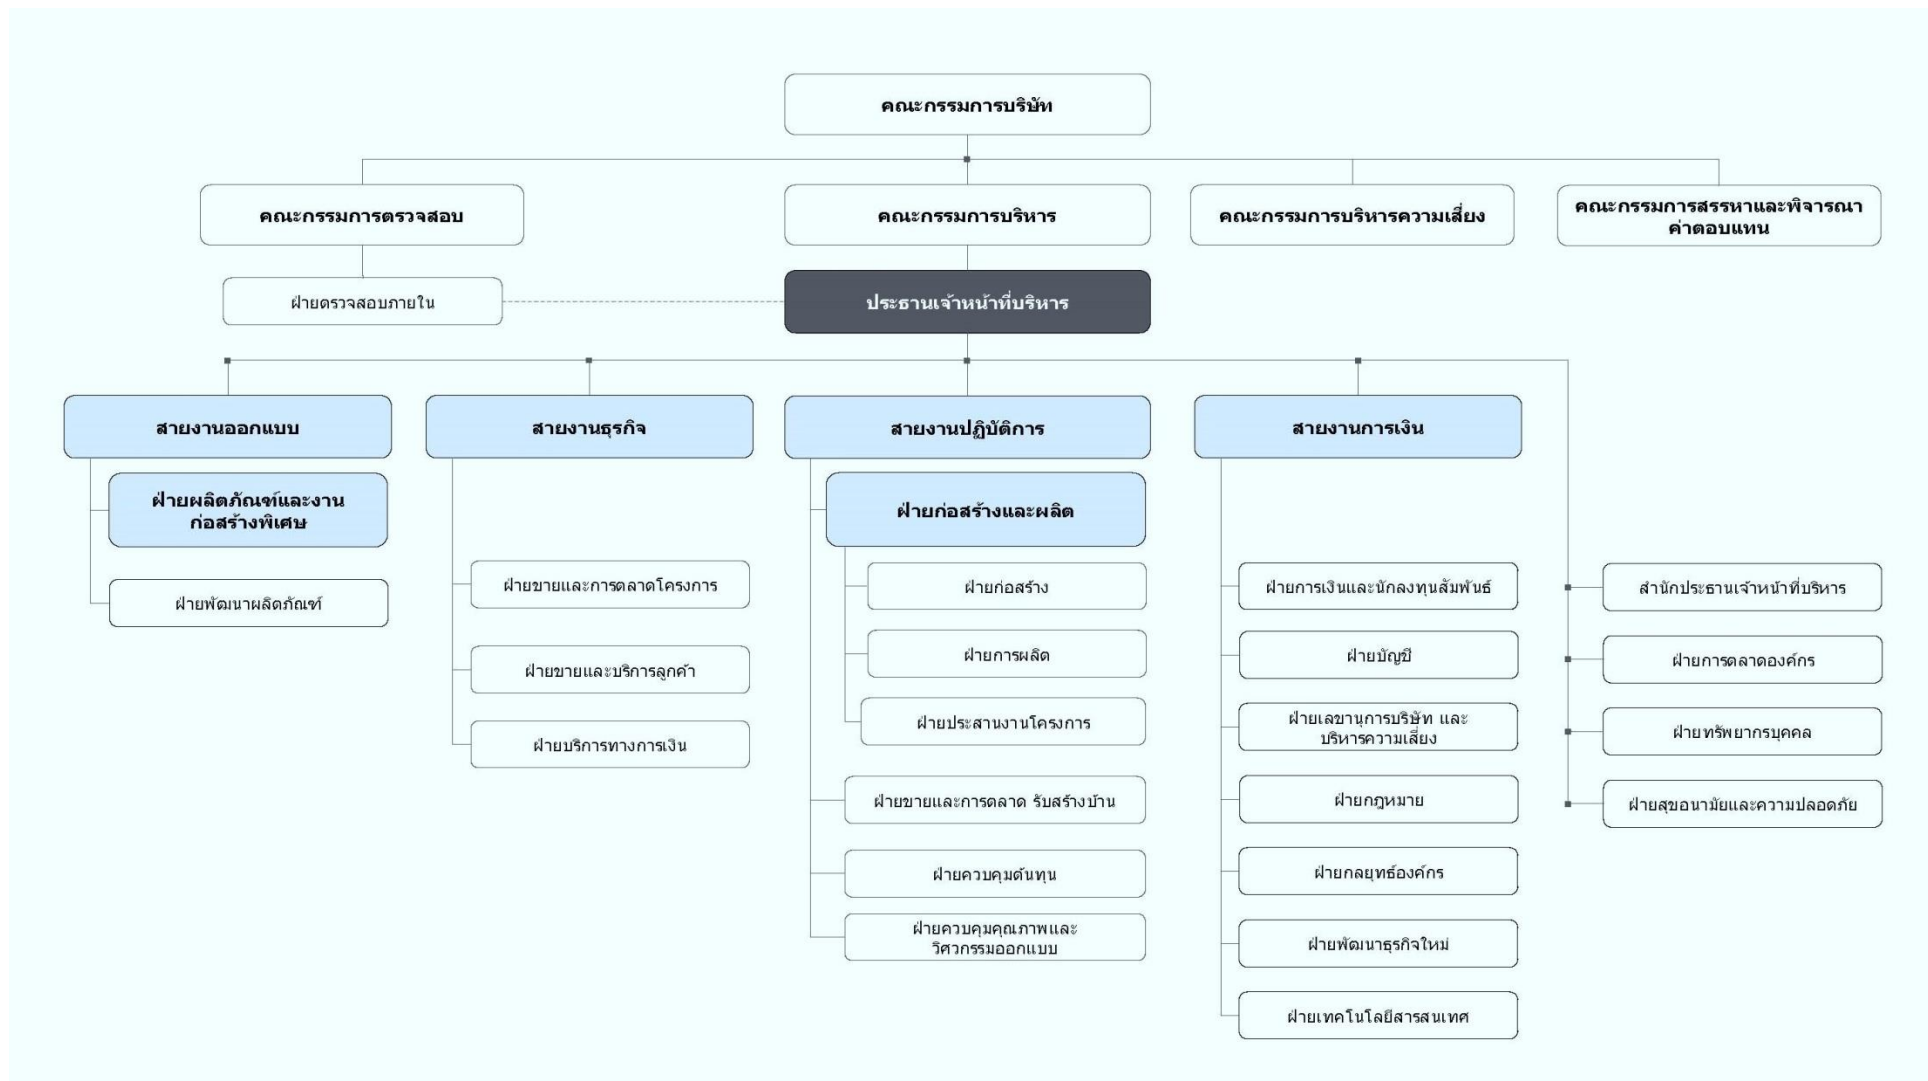 คณะกรรมการบริษัท
คณะกรรมการตรวจสอบ
คณะกรรมการบริหาร
คณะกรรมการบริหารความเสี่ยง
คณะกรรมการสรรหาและพิจารณา
ค่าตอบแทน
ฝ่ายตรวจสอบภายใน
ประธานเจ้าหน้าที่บริหาร
สายงานออกแบบ
ฝ่ายผลิตภัณฑ์และงาน
ก่อสร้างพิเศษ
ฝ่ายพัฒนาผลิตภัณฑ์
สายงานธุรกิจ
ฝ่ายขายและการตลาดโครงการ
ฝ่ายขายและบริการลูกค้า
ฝ่ายบริการทางการเงิน
สายงานปฏิบัติการ
ฝ่ายก่อสร้างและผลิต
ฝ่ายก่อสร้าง
ฝ่ายการผลิต
ฝ่ายประสานงานโครงการ
ฝ่ายขายและการตลาด รับสร้างบ้าน
ฝ่ายควบคุมต้นทุน
ฝ่ายควบคุมคุณภาพและ
วิศวกรรมออกแบบ
สายงานการเงิน
ฝ่ายการเงินและนักลงทุนสัมพันธ์
ฝ่ายบัญชี
ฝ่ายเลขานุการบริษัท และ
บริหารความเสี่ยง
ฝ่ายกฎหมาย
ฝ่ายกลยุทธ์องค์กร
ฝ่ายพัฒนาธุรกิจใหม่
ฝ่ายเทคโนโลยีสารสนเทศ
สำนักประธานเจ้าหน้าที่บริหาร
ฝ่ายการตลาดองค์กร
ฝ่ายทรัพยากรบุคคล
ฝ่ายสุขอนามัยและความปลอดภัย